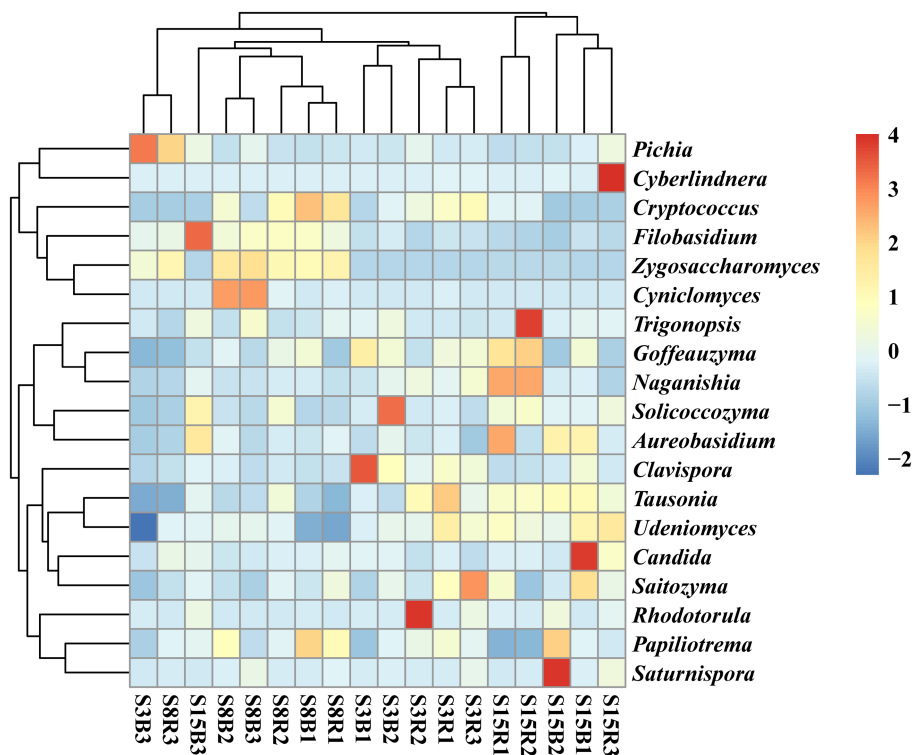 Pichia
Cyberlindnera
Cryptococcus
Filobasidium
Zygosaccharomyces
Cyniclomyces
Trigonopsis
Goffeauzyma
Naganishia
Solicoccozyma
Aureobasidium
Clavispora
Tausonia
Udeniomyces
Candida
Saitozyma
Rhodotorula
Papiliotrema
Saturnispora
S3B3
S8R3
S15B3
S8B2
S8B3
S8R2
S8B1
S8R1
S3B1
S3B2
S3R2
S3R1
S3R3
S15R1
S15R2
S15B2
S15B1
S15R3
4
3
2
1
0
−1
−2